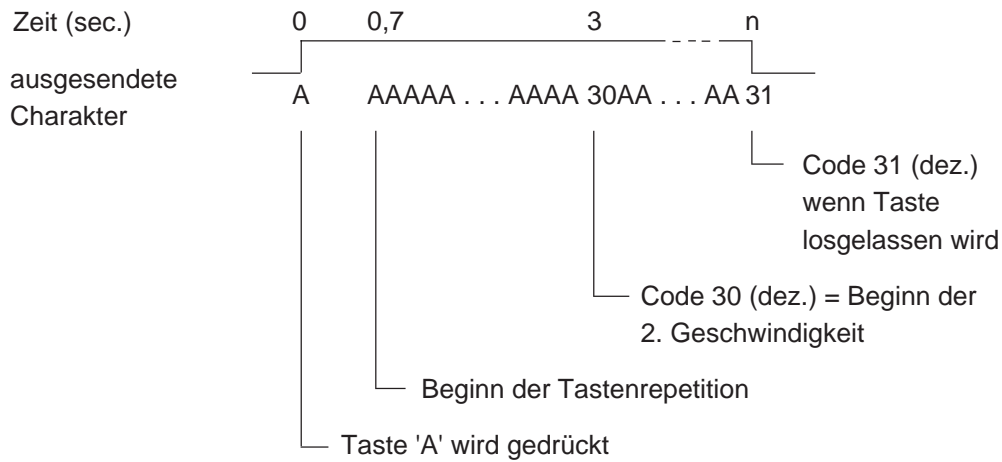 Zeit (sec.) 0 0,7 3 n
ausgesendete
Charakter
A AAAAA . . . AAAA 30AA . . . AA 31
Code 31 (dez.)
wenn Taste
losgelassen wird
Code 30 (dez.) = Beginn der
2. Geschwindigkeit
Beginn der Tastenrepetition
Taste 'A' wird gedrückt